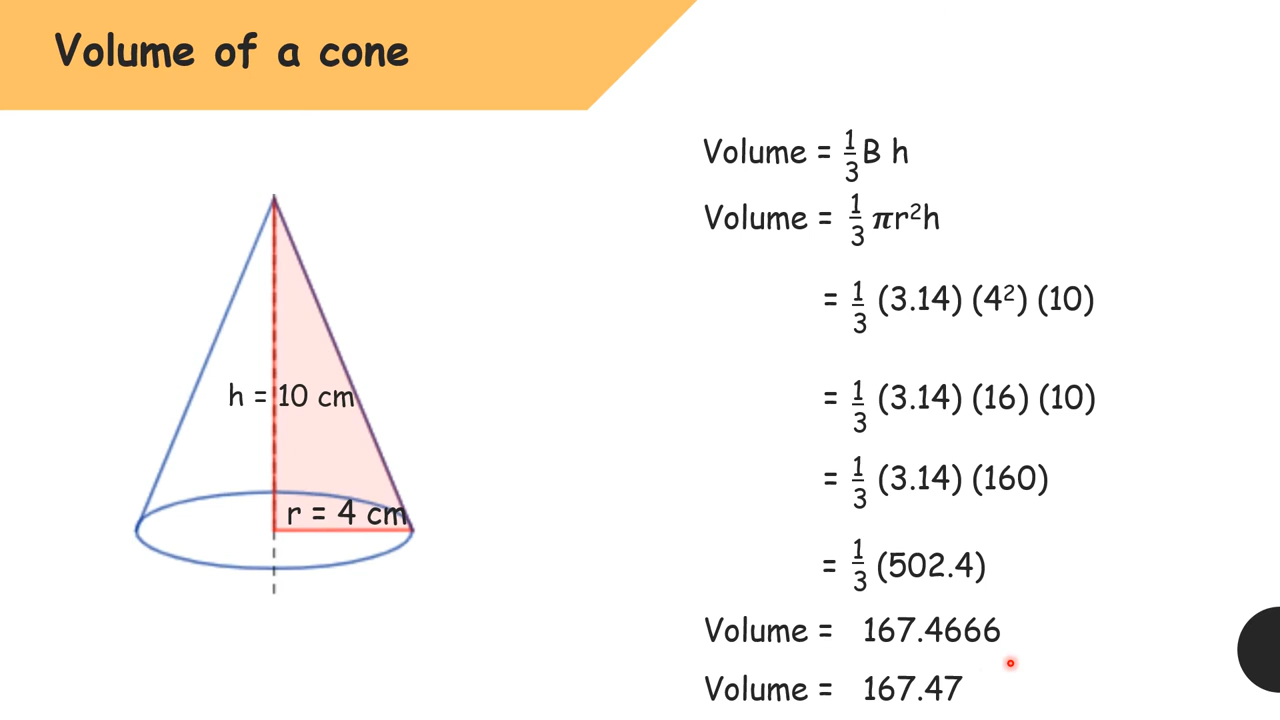 Volume of a cone
Volume = 1/3 B h
Volume = 1/3 πr²h
= 1/3 (3.14) (4²) (10)
= 1/3 (3.14) (16) (10)
= 1/3 (3.14) (160)
= 1/3 (502.4)
Volume = 167.4666
Volume = 167.47
h = 10 cm
r = 4 cm